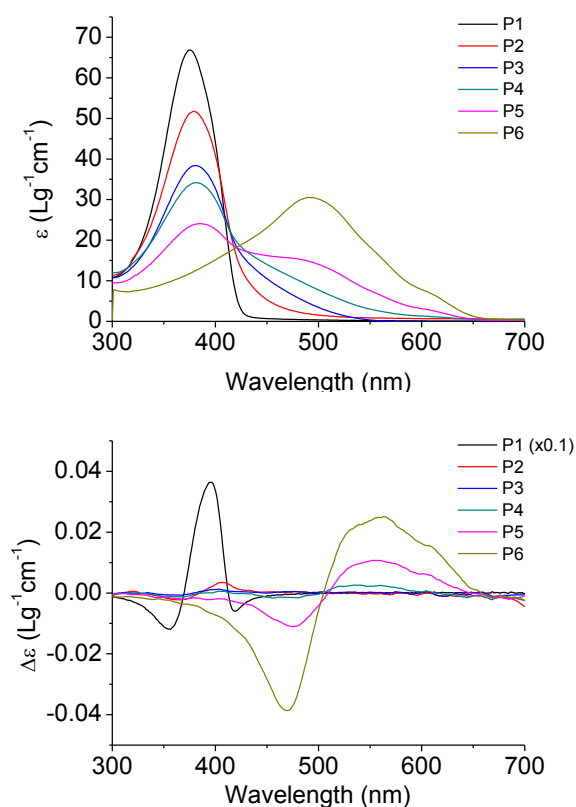 70
60
50
40
30
20
10
0
ε (Lg⁻¹cm⁻¹)
P1
P2
P3
P4
P5
P6
300 400 500 600 700
Wavelength (nm)
0.04
0.02
0.00
-0.02
-0.04
Δε (Lg⁻¹cm⁻¹)
P1 (x0.1)
P2
P3
P4
P5
P6
300 400 500 600 700
Wavelength (nm)